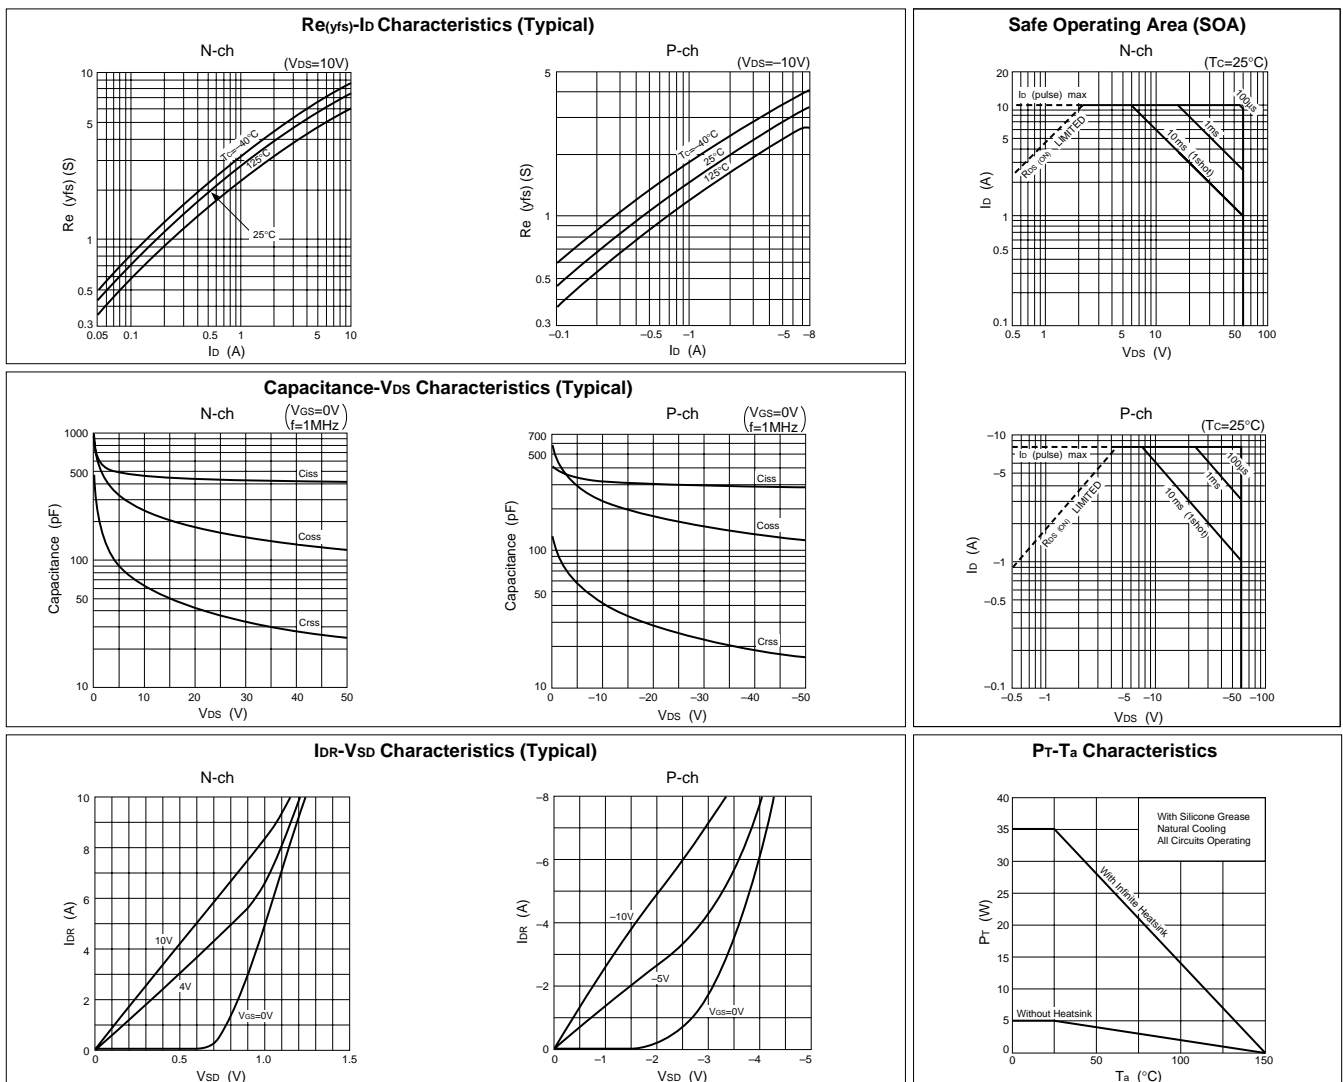 Re(yfs)-ID Characteristics (Typical)
N-ch
(VDS=10V)
10
5
1
0.5
0.3
Re (yfs) (S)
TC=–40°C
125°C
25°C
0.05 0.1 0.5 1 5 10
ID (A)
P-ch
(VDS=–10V)
5
1
0.5
0.3
Re (yfs) (S)
TC=–40°C
25°C
125°C
–0.1 –0.5 –1 –5 –8
ID (A)
Safe Operating Area (SOA)
N-ch
(TC=25°C)
20
10
5
1
0.5
0.1
ID (A)
ID (pulse) max
RDS (ON) LIMITED
100µs
1ms
10ms (1shot)
0.5 1 5 10 50 100
VDS (V)
P-ch
(TC=25°C)
–10
–5
–1
–0.5
–0.1
ID (A)
ID (pulse) max
RDS (ON) LIMITED
100µs
1ms
10ms (1shot)
–0.5 –1 –5 –10 –50 –100
VDS (V)
Capacitance-VDS Characteristics (Typical)
N-ch
(VGS=0V
f=1MHz)
1000
500
100
50
10
Capacitance (pF)
Ciss
Coss
Crss
0 10 20 30 40 50
VDS (V)
P-ch
(VGS=0V
f=1MHz)
700
500
100
50
10
Capacitance (pF)
Ciss
Coss
Crss
0 –10 –20 –30 –40 –50
VDS (V)
IDR-VSD Characteristics (Typical)
N-ch
10
8
6
4
2
0
IDR (A)
10V
4V
VGS=0V
0 0.5 1.0 1.5
VSD (V)
P-ch
–8
–6
–4
–2
0
IDR (A)
–10V
–5V
VGS=0V
0 –1 –2 –3 –4 –5
VSD (V)
PT-Ta Characteristics
40
35
30
25
20
15
10
5
0
PT (W)
With Silicone Grease
Natural Cooling
All Circuits Operating
With Infinite Heatsink
Without Heatsink
0 50 100 150
Ta (°C)